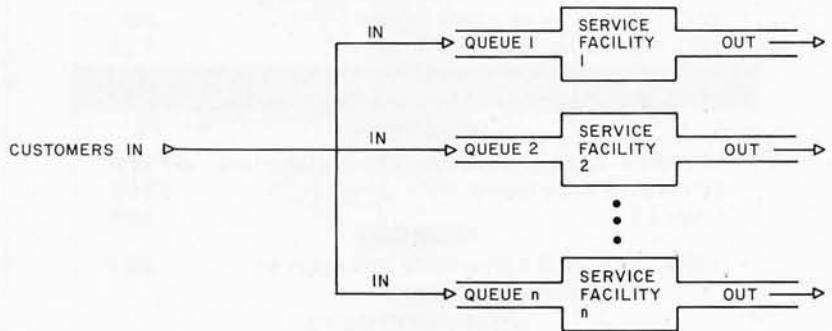 IN
QUEUE 1
SERVICE
FACILITY
1
OUT
CUSTOMERS IN
IN
QUEUE 2
SERVICE
FACILITY
2
OUT
IN
QUEUE n
SERVICE
FACILITY
n
OUT